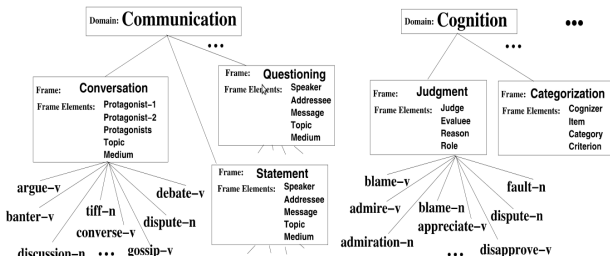 Domain: Communication
...
Frame: Conversation
Frame Elements: Protagonist-1
Protagonist-2
Protagonists
Topic
Medium
argue-v
banter-v
tiff-n
converse-v
debate-v
dispute-n
discussion-n
...
gossip-v
Frame: Questioning
Frame Elements: Speaker
Addressee
Message
Topic
Medium
Frame: Statement
Frame Elements: Speaker
Addressee
Message
Topic
Medium
Domain: Cognition
...
...
Frame: Judgment
Frame Elements: Judge
Evaluee
Reason
Role
blame-v
admire-v
blame-n
appreciate-v
fault-n
dispute-n
admiration-n
...
disapprove-v
Frame: Categorization
Frame Elements: Cognizer
Item
Category
Criterion